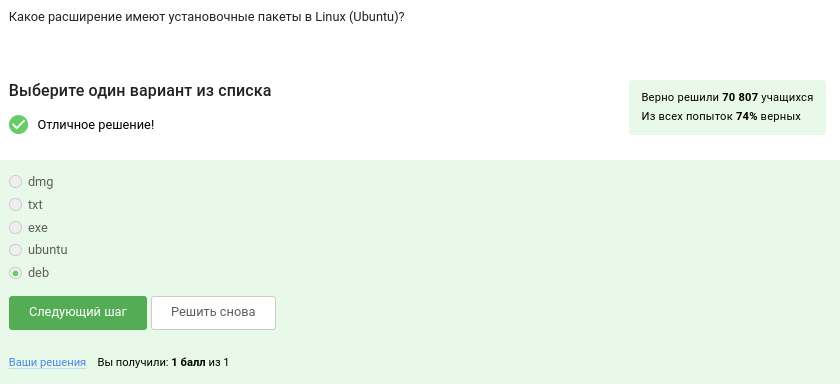 Какое расширение имеют установочные пакеты в Linux (Ubuntu)?
Выберите один вариант из списка
Верно решили 70 807 учащихся
Из всех попыток 74% верных
Отличное решение!
dmg
txt
exe
ubuntu
deb
Следующий шаг
Решить снова
Ваши решения Вы получили: 1 балл из 1